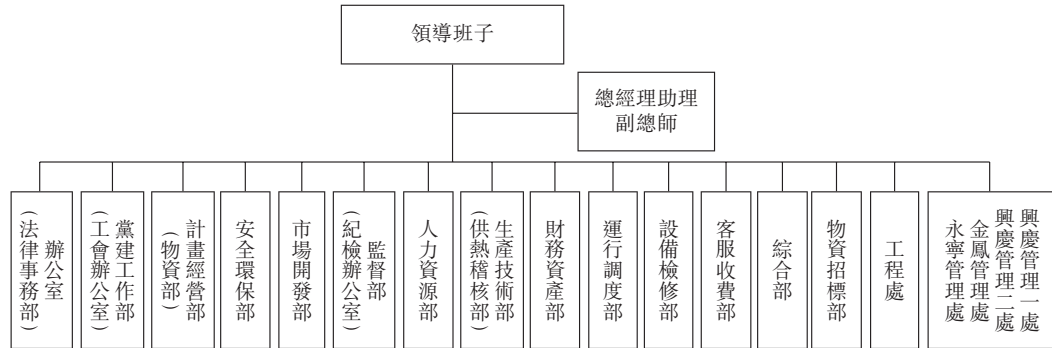 領導班子
總經理助理
副總師
辦公室
(法律事務部)
黨建工作部
(工會辦公室)
計畫經營部
(物資部)
安全環保部
市場開發部
監督部
(紀檢辦公室)
人力資源部
生產技術部
(供熱稽核部)
財務資產部
運行調度部
設備檢修部
客服收費部
綜合部
物資招標部
工程處
興慶管理一處
興慶管理二處
金鳳管理處
永寧管理處